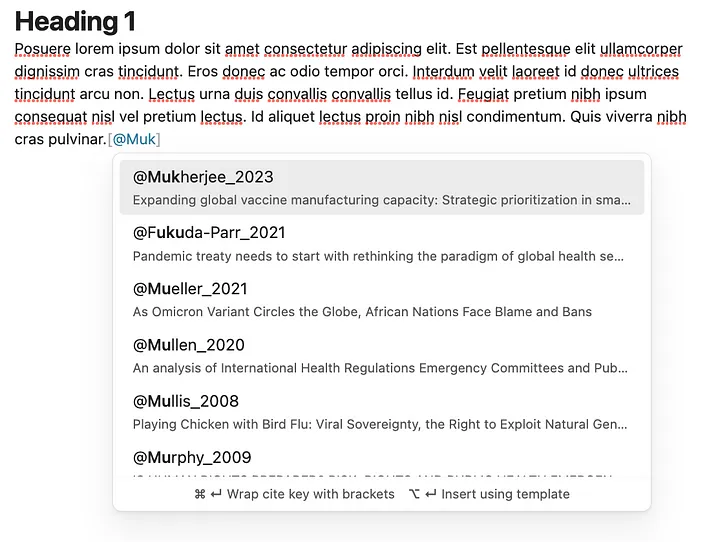 Heading 1
Posuere lorem ipsum dolor sit amet consectetur adipiscing elit. Est pellentesque elit ullamcorper
dignissim cras tincidunt. Eros donec ac odio tempor orci. Interdum velit laoreet id donec ultrices
tincidunt arcu non. Lectus urna duis convallis convallis tellus id. Feugiat pretium nibh ipsum
consequat nisl vel pretium lectus. Id aliquet lectus proin nibh nisl condimentum. Quis viverra nibh
cras pulvinar.[@Muk]
@Mukherjee_2023
Expanding global vaccine manufacturing capacity: Strategic prioritization in sma...
@Fukuda-Parr_2021
Pandemic treaty needs to start with rethinking the paradigm of global health se...
@Mueller_2021
As Omicron Variant Circles the Globe, African Nations Face Blame and Bans
@Mullen_2020
An analysis of International Health Regulations Emergency Committees and Pub...
@Mullis_2008
Playing Chicken with Bird Flu: Viral Sovereignty, the Right to Exploit Natural Gen...
@Murphy_2009
⌘ ↵ Wrap cite key with brackets ⌥ ↵ Insert using template